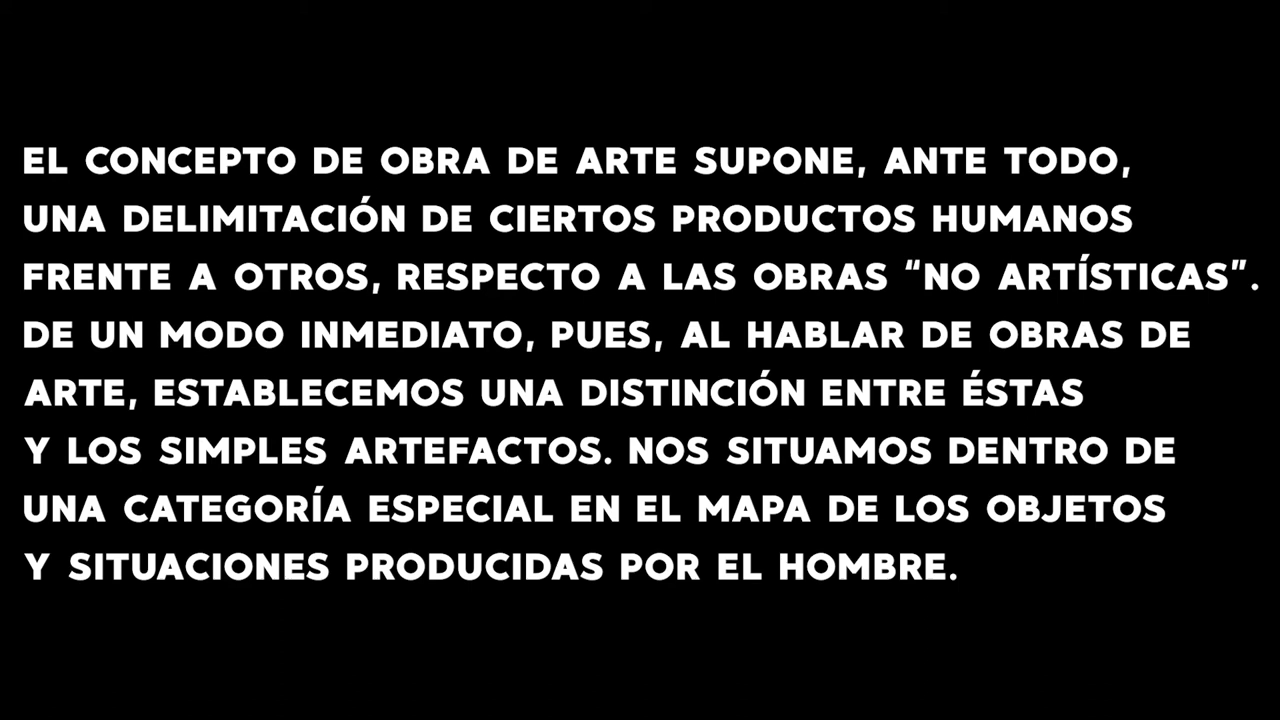 EL CONCEPTO DE OBRA DE ARTE SUPONE, ANTE TODO,
UNA DELIMITACIÓN DE CIERTOS PRODUCTOS HUMANOS
FRENTE A OTROS, RESPECTO A LAS OBRAS “NO ARTÍSTICAS”.
DE UN MODO INMEDIATO, PUES, AL HABLAR DE OBRAS DE
ARTE, ESTABLECEMOS UNA DISTINCIÓN ENTRE ÉSTAS
Y LOS SIMPLES ARTEFACTOS. NOS SITUAMOS DENTRO DE
UNA CATEGORÍA ESPECIAL EN EL MAPA DE LOS OBJETOS
Y SITUACIONES PRODUCIDAS POR EL HOMBRE.